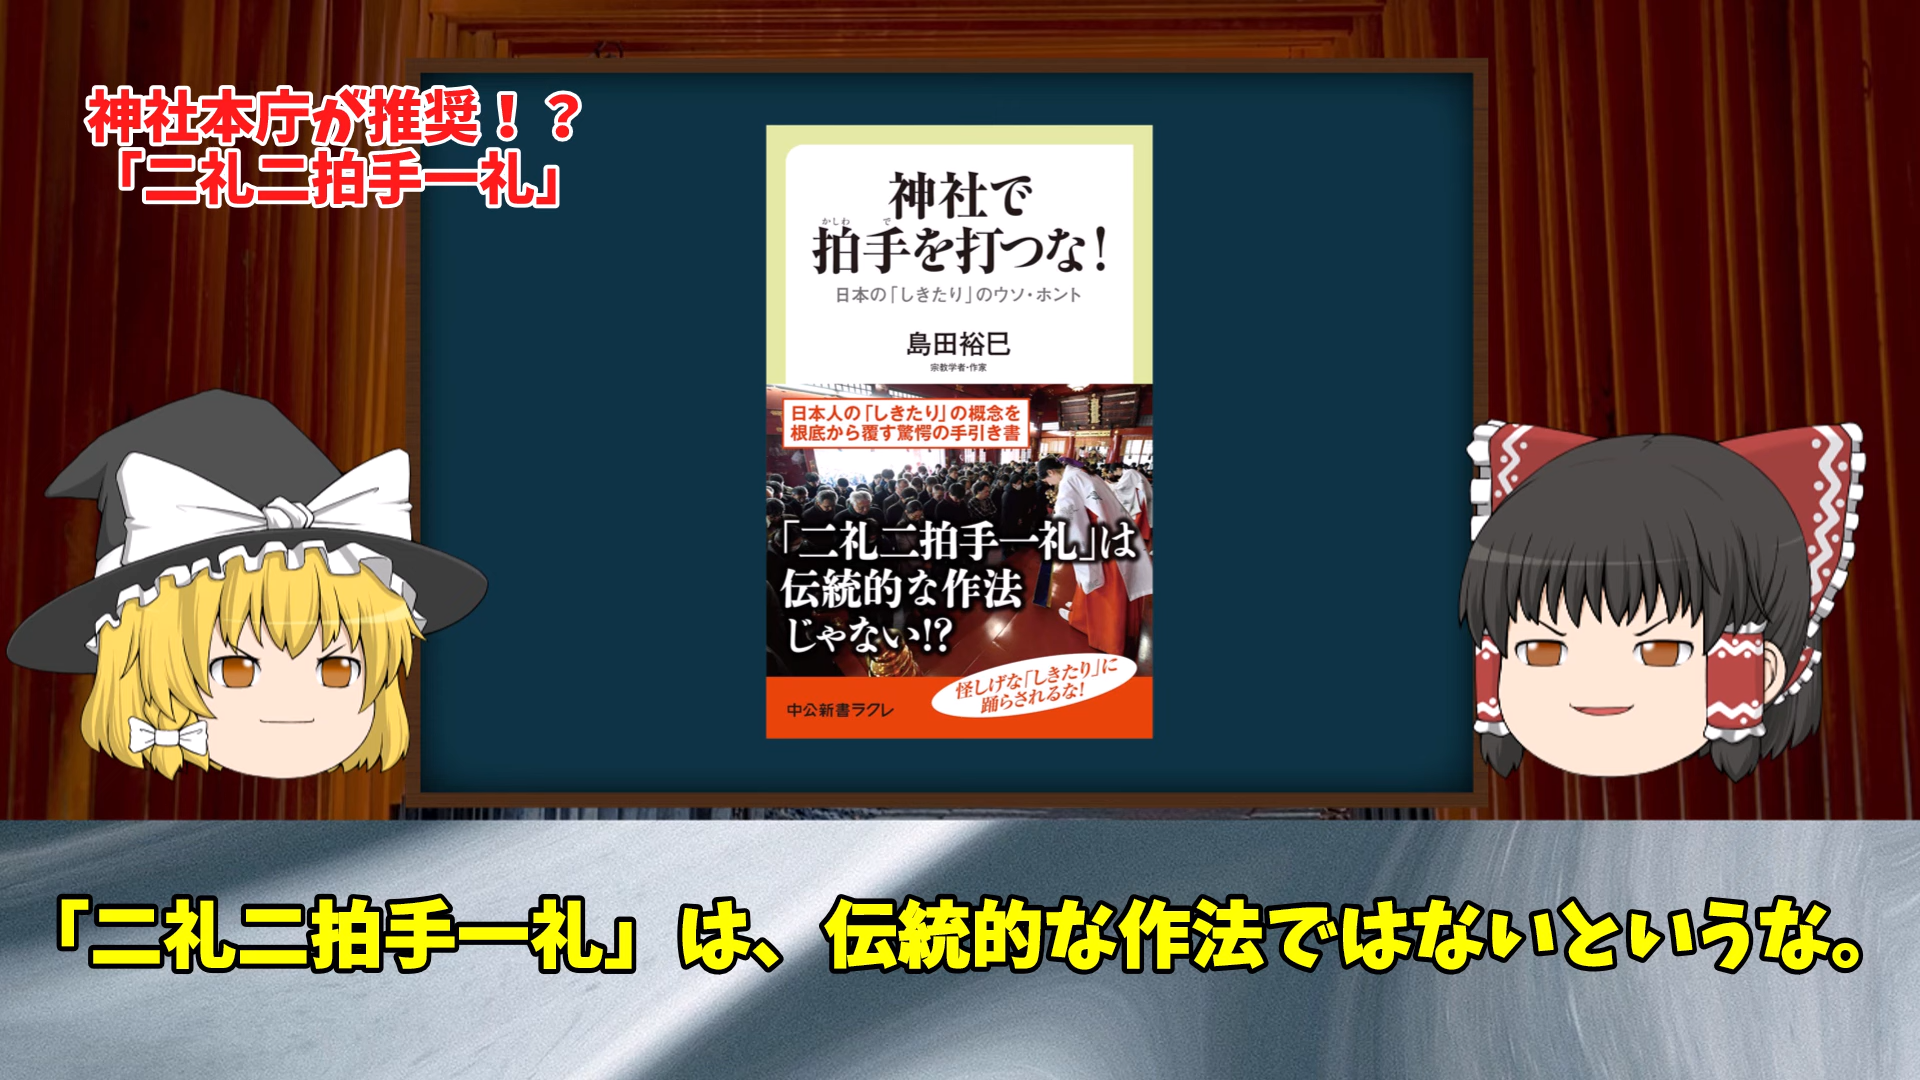 神社本庁が推奨！？
「二礼二拍手一礼」
神社で
かしわで
拍手を打つな！
日本の「しきたり」のウソ・ホント
島田裕巳
宗教学者・作家
日本人の「しきたり」の概念を
根底から覆す驚愕の手引き書
「二礼二拍手一礼」は
伝統的な作法
じゃない!?
怪しげな「しきたり」に
踊らされるな!
中公新書ラクレ
「二礼二拍手一礼」は、伝統的な作法ではないというな。